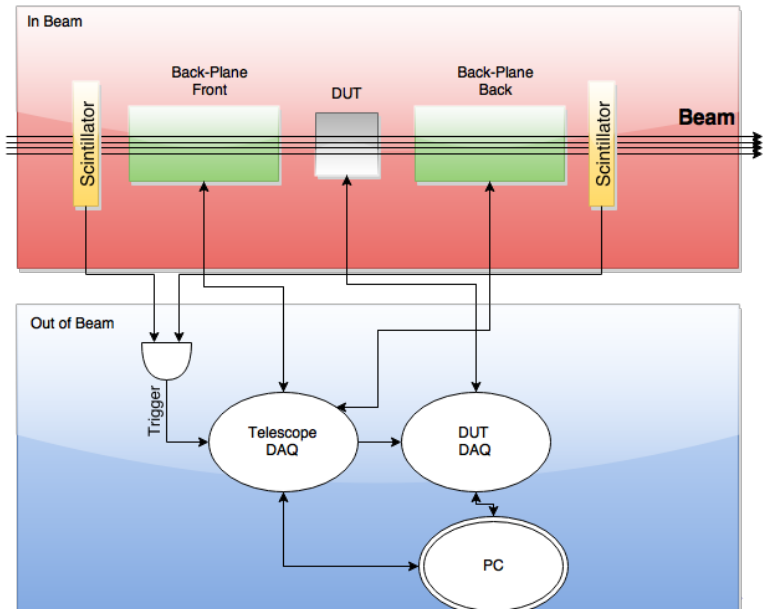 In Beam
Back-Plane
Front
DUT
Back-Plane
Back
Beam
Scintillator
Scintillator
Out of Beam
Trigger
Telescope
DAQ
DUT
DAQ
PC